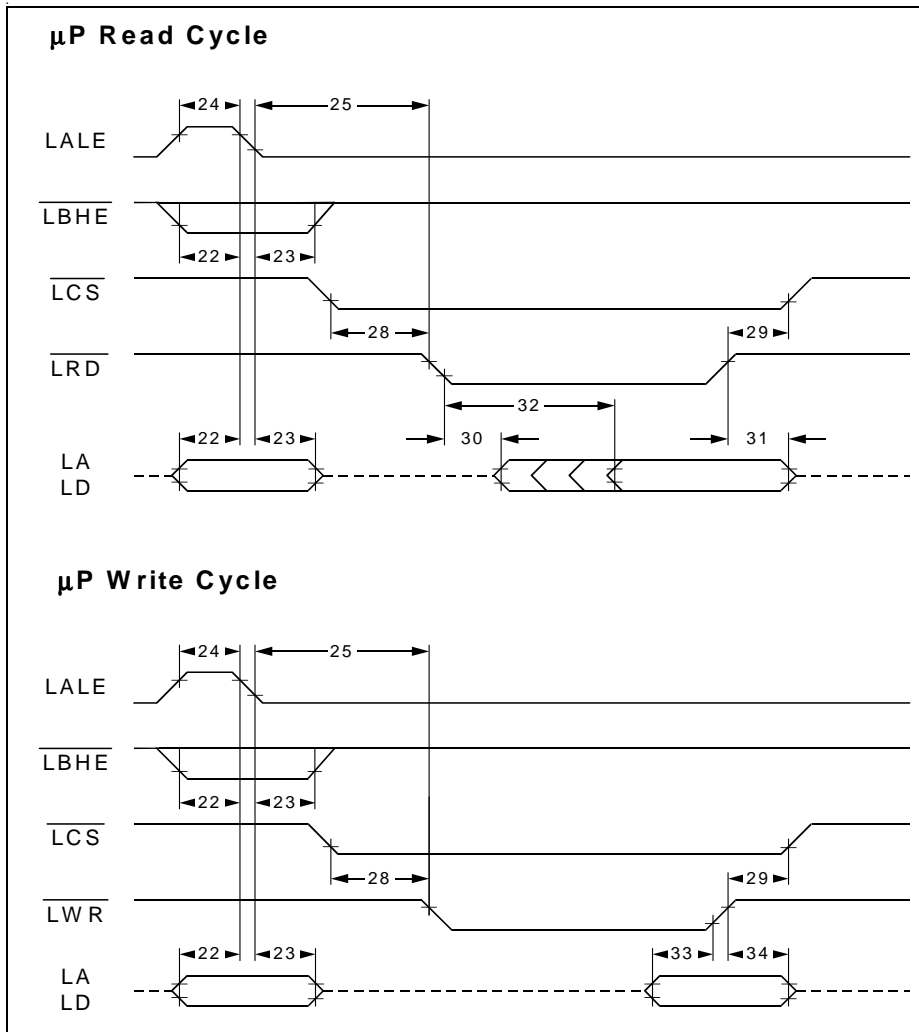 µP Read Cycle
24 25
LALE
LBHE
22 23
LCS
28 29
LRD
32
22 23 30 31
LA
LD
µP Write Cycle
24 25
LALE
LBHE
22 23
LCS
28 29
LWR
22 23 33 34
LA
LD